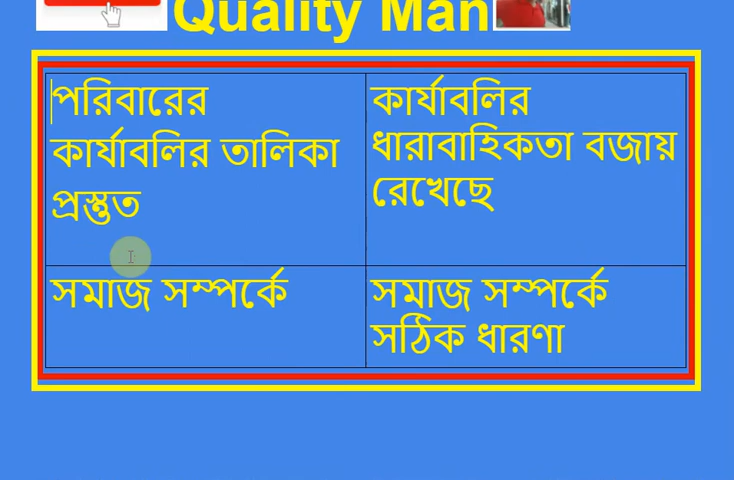 Quality Man
পরিবারের
কার্যাবলির তালিকা
প্রস্তুত
কার্যাবলির
ধারাবাহিকতা বজায়
রেখেছে
সমাজ সম্পর্কে
সমাজ সম্পর্কে
সঠিক ধারণা